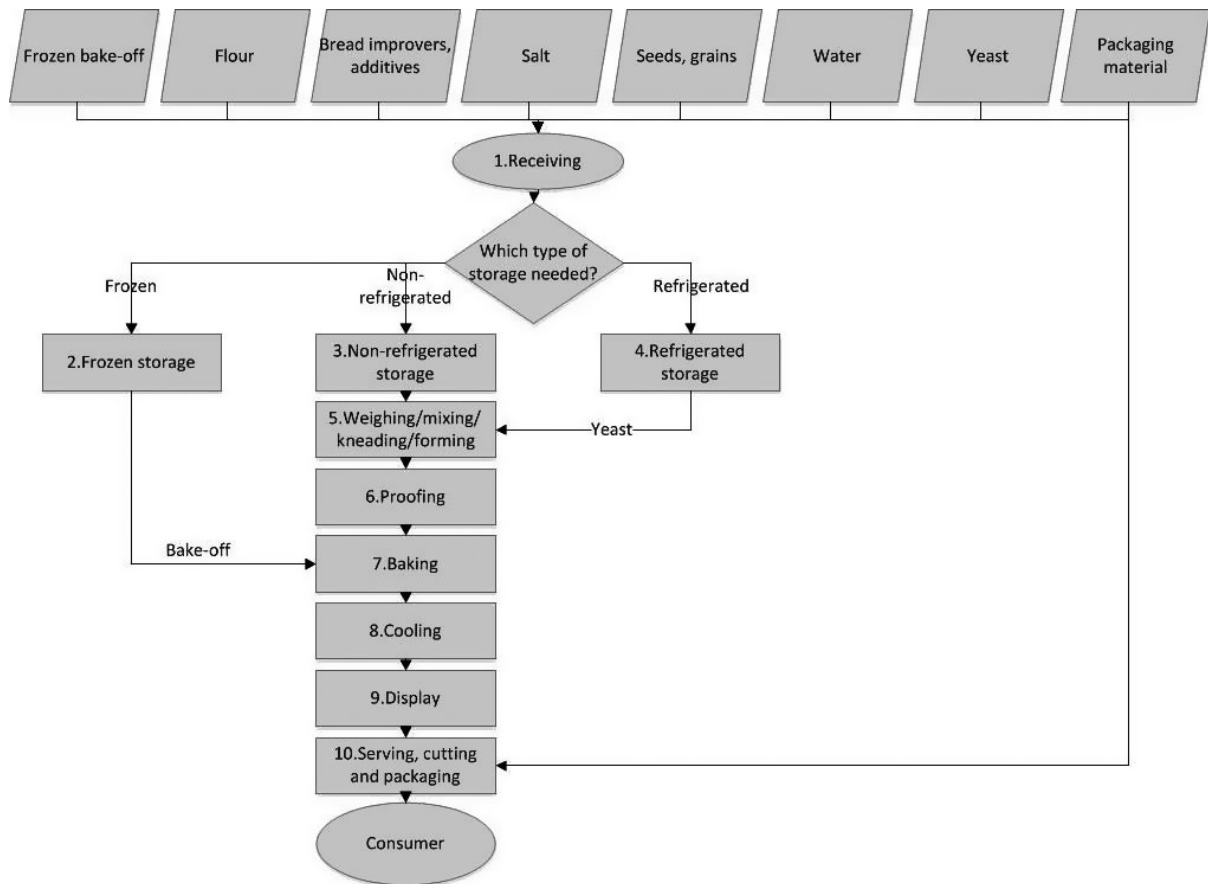 Frozen bake-off
Flour
Bread improvers,
additives
Salt
Seeds, grains
Water
Yeast
Packaging
material
1.Receiving
Which type of
storage needed?
Frozen
Non-
refrigerated
Refrigerated
2.Frozen storage
3.Non-refrigerated
storage
4.Refrigerated
storage
5.Weighing/mixing/
kneading/forming
Yeast
6.Proofing
Bake-off
7.Baking
8.Cooling
9.Display
10.Serving, cutting
and packaging
Consumer